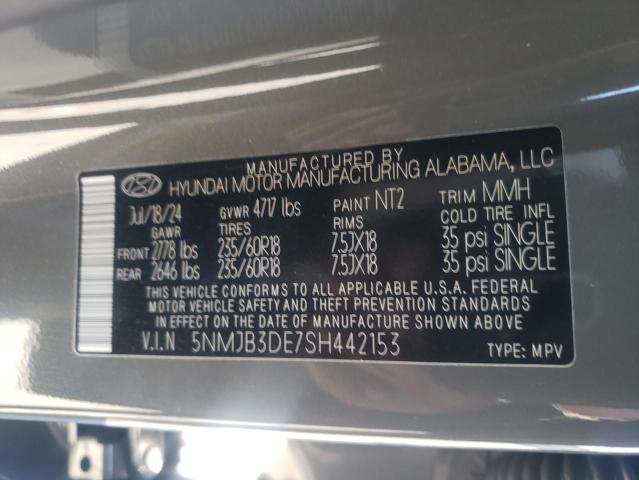 MANUFACTURED BY
HYUNDAI MOTOR MANUFACTURING ALABAMA, LLC
Jul/18/24 GVWR 4717 lbs PAINT NT2 TRIM MMH
GAWR TIRES RIMS COLD TIRE INFL
FRONT 2778 lbs 235/60R18 7.5JX18 35 psi SINGLE
REAR 2646 lbs 235/60R18 7.5JX18 35 psi SINGLE
THIS VEHICLE CONFORMS TO ALL APPLICABLE U.S.A. FEDERAL
MOTOR VEHICLE SAFETY AND THEFT PREVENTION STANDARDS
IN EFFECT ON THE DATE OF MANUFACTURE SHOWN ABOVE
V.I.N 5NMJB3DE7SH442153 TYPE: MPV